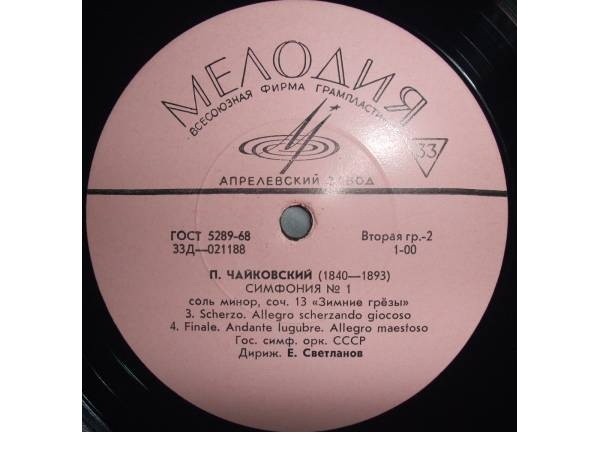 МЕЛОДИЯ
ВСЕСОЮЗНАЯ ФИРМА
33
АПРЕЛЕВСКИЙ ЗАВОД
ГОСТ 5289-68
Вторая гр.-2
33Д—021188
1-00
П. ЧАЙКОВСКИЙ (1840—1893)
СИМФОНИЯ № 1
соль минор, соч. 13 «Зимние грёзы»
3. Scherzo. Allegro scherzando giocoso
4. Finale. Andante lugubre. Allegro maestoso
Гос. симф. орк. СССР
Дириж. Е. Светланов